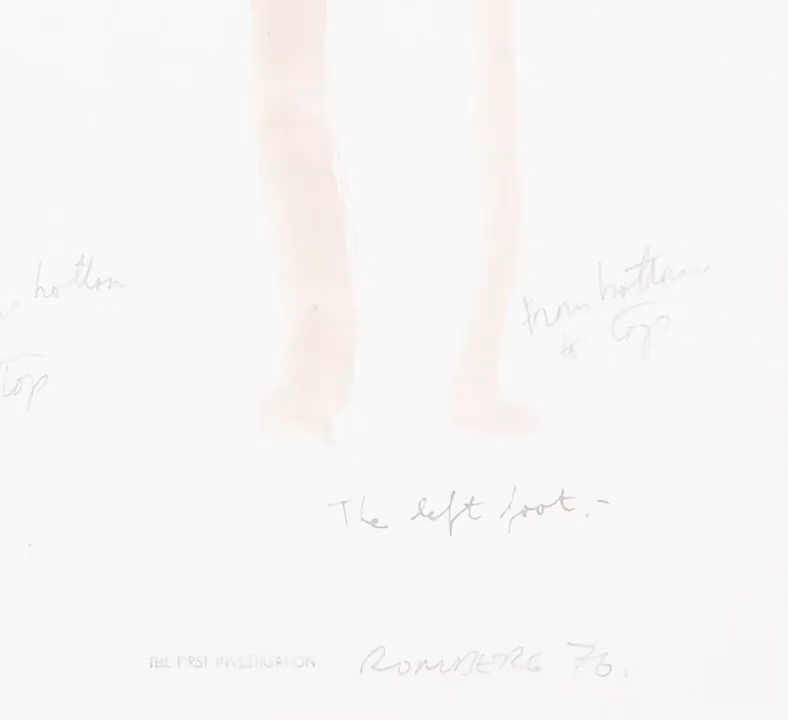 bottom
from bottom
to top
top
The left foot.-
THE FIRST INVESTIGATION
ROMBERG 76.